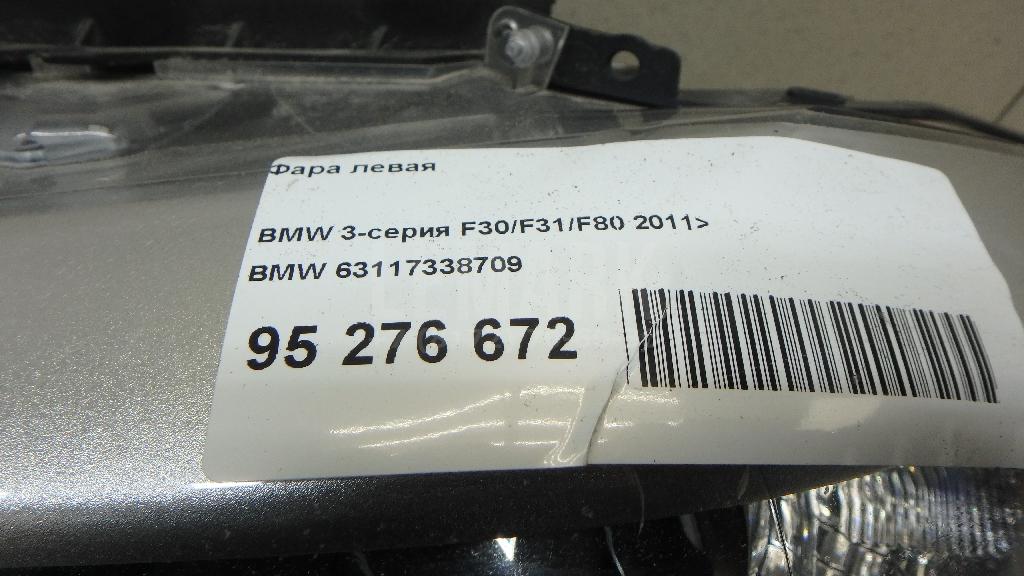 Фара левая
BMW 3-серия F30/F31/F80 2011>
BMW 63117338709
95 276 672